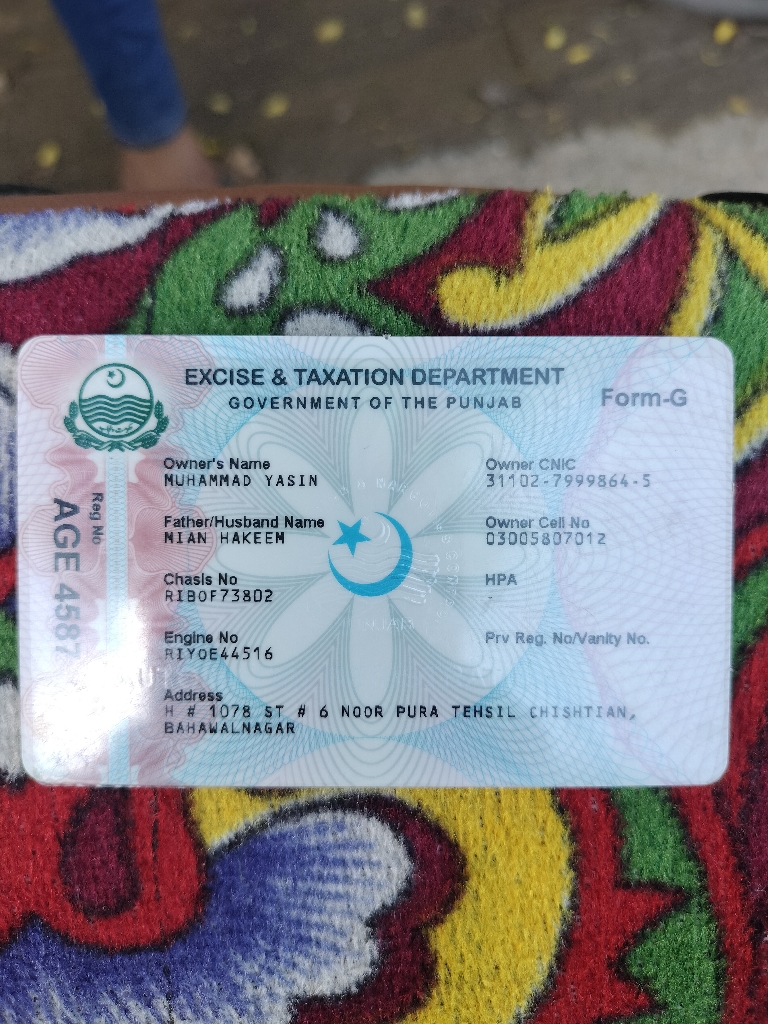 EXCISE & TAXATION DEPARTMENT
GOVERNMENT OF THE PUNJAB
Form-G
Reg No
AGE 4587
Owner's Name
MUHAMMAD YASIN
Owner CNIC
31102-7999864-5
Father/Husband Name
MIAN HAKEEM
Owner Cell No
03005807012
Chasis No
RIBOF73802
HPA
-
Engine No
RIYOE44516
Prv Reg. No/Vanity No.
Address
H # 1078 ST # 6 NOOR PURA TEHSIL CHISHTIAN,
BAHAWALNAGAR